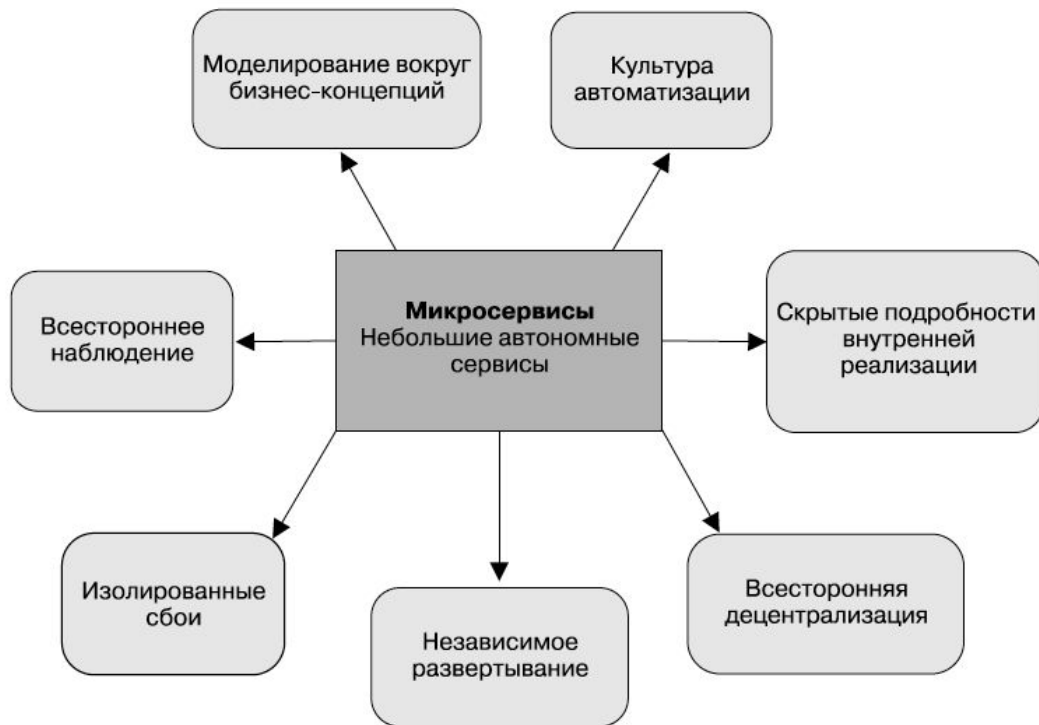 Моделирование вокруг
бизнес-концепций
Культура
автоматизации
Всестороннее
наблюдение
Микросервисы
Небольшие автономные
сервисы
Скрытые подробности
внутренней
реализации
Изолированные
сбои
Независимое
развертывание
Всесторонняя
децентрализация